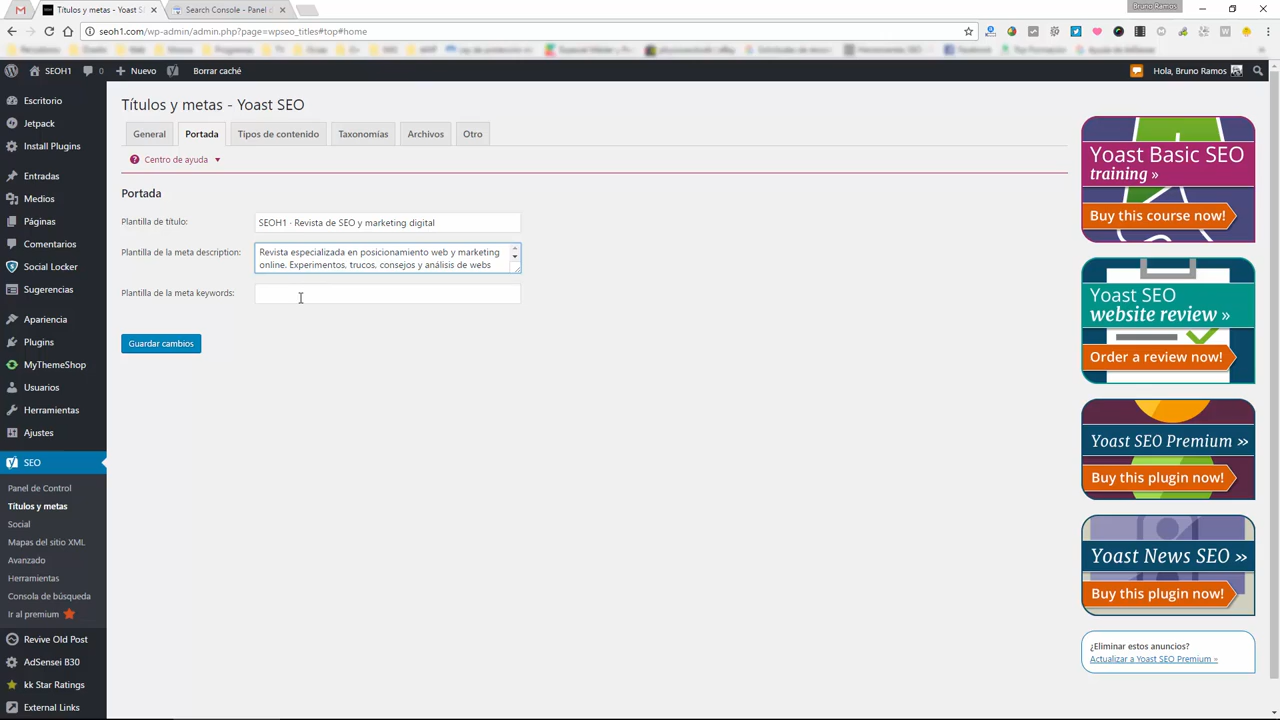 Bruno Ramos
Títulos y metas - Yoast SEO
Search Console - Panel d
seoh1.com/wp-admin/admin.php?page=wpseo_titles#top#home
SEOH1
0
Nuevo
Borrar caché
Hola, Bruno Ramos
Escritorio
Jetpack
Install Plugins
Entradas
Medios
Páginas
Comentarios
Social Locker
Sugerencias
Apariencia
Plugins
MyThemeShop
Usuarios
Herramientas
Ajustes
SEO
Panel de Control
Títulos y metas
Social
Mapas del sitio XML
Avanzado
Herramientas
Consola de búsqueda
Ir al premium
Revive Old Post
AdSensei B30
kk Star Ratings
External Links
Títulos y metas - Yoast SEO
General
Portada
Tipos de contenido
Taxonomías
Archivos
Otro
Centro de ayuda
Portada
Plantilla de título:
SEOH1 - Revista de SEO y marketing digital
Plantilla de la meta description:
Revista especializada en posicionamiento web y marketing
online. Experimentos, trucos, consejos y análisis de webs
Plantilla de la meta keywords:
Guardar cambios
Yoast Basic SEO
training »
Buy this course now!
Yoast SEO
website review »
Order a review now!
Yoast SEO Premium »
Buy this plugin now!
Yoast News SEO »
Buy this plugin now!
¿Eliminar estos anuncios?
Actualizar a Yoast SEO Premium »